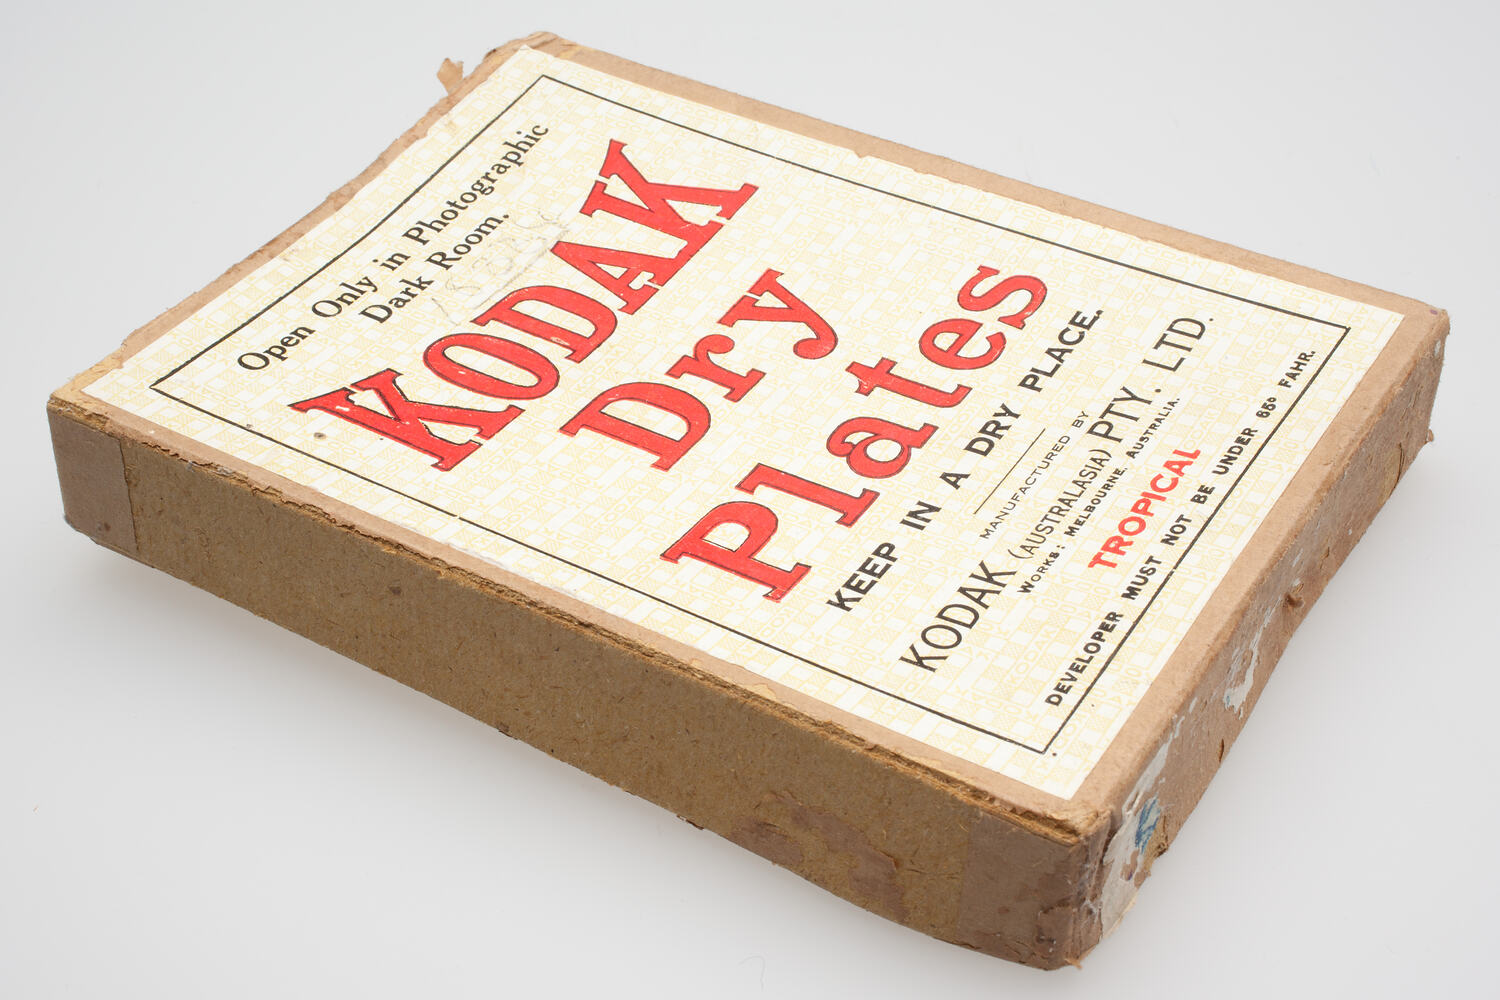 Open Only in Photographic
Dark Room.
KODAK
Dry
Plates
KEEP IN A DRY PLACE.
MANUFACTURED BY
KODAK (AUSTRALASIA) PTY. LTD.
WORKS: MELBOURNE, AUSTRALIA.
TROPICAL
DEVELOPER MUST NOT BE UNDER 65° FAHR.